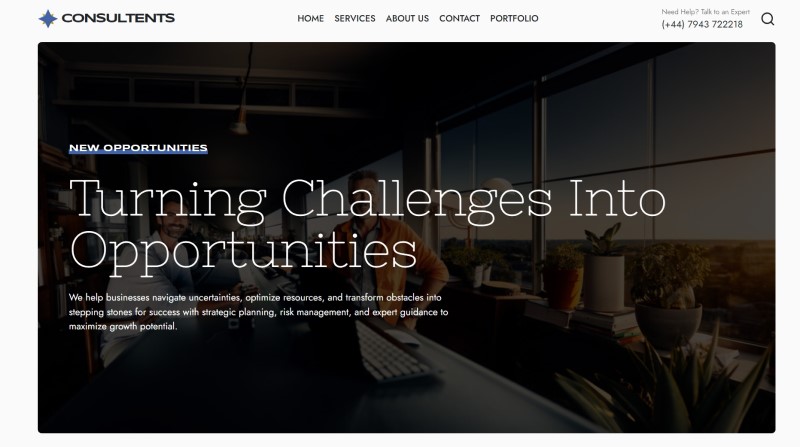 CONSULTENTS
HOME SERVICES ABOUT US CONTACT PORTFOLIO
Need Help? Talk to an Expert
(+44) 7943 722218
NEW OPPORTUNITIES
Turning Challenges Into
Opportunities
We help businesses navigate uncertainties, optimize resources, and transform obstacles into
stepping stones for success with strategic planning, risk management, and expert guidance to
maximize growth potential.